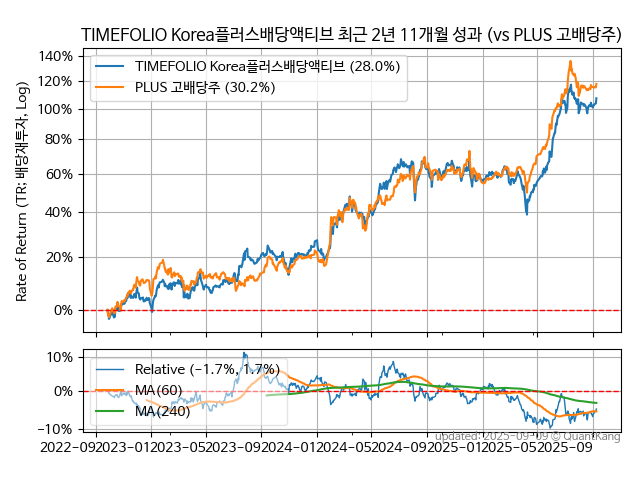 TIMEFOLIO Korea플러스배당액티브 최근 2년 11개월 성과 (vs PLUS 고배당주)
Rate of Return (TR: 배당재투자, Log)
140%
120%
100%
80%
60%
40%
20%
0%
TIMEFOLIO Korea플러스배당액티브 (28.0%)
PLUS 고배당주 (30.2%)
10%
0%
−10%
Relative (−1.7%, 1.7%)
MA(60)
MA(240)
updated: 2025-09-09 © QuantKang
2022-09 2023-01 2023-05 2023-09 2024-01 2024-05 2024-09 2025-01 2025-05 2025-09